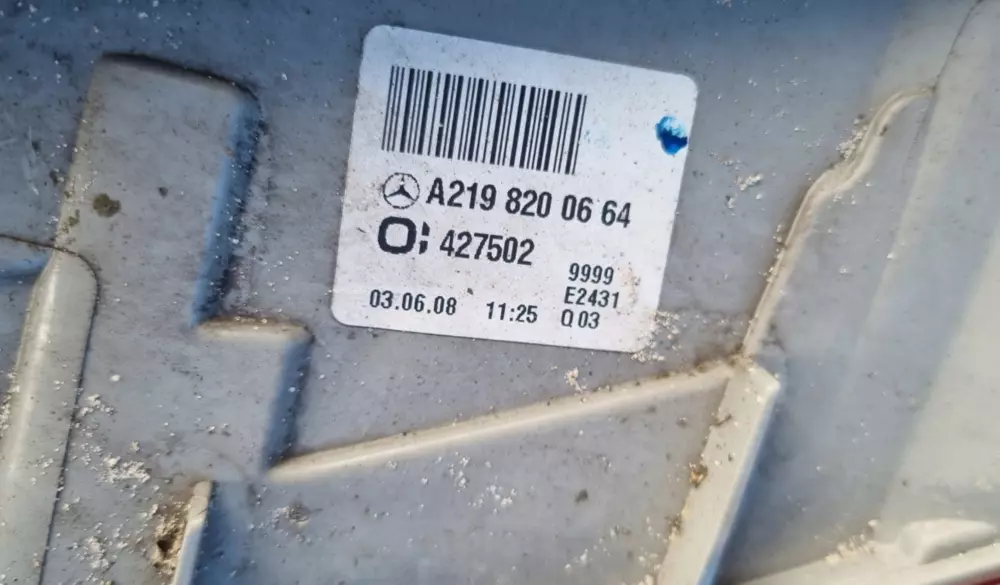 A219 820 06 64
O; 427502
9999
E2431
03.06.08 11:25 Q03